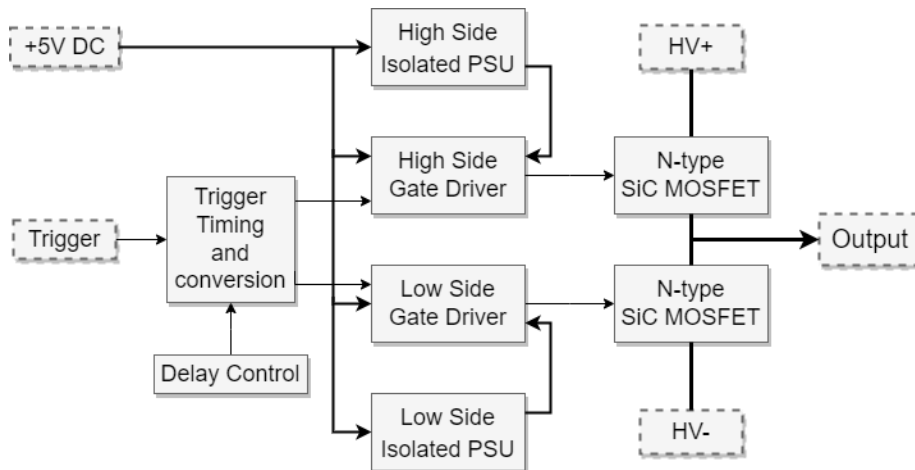 +5V DC
High Side
Isolated PSU
HV+
High Side
Gate Driver
N-type
SiC MOSFET
Trigger
Trigger
Timing
and
conversion
Output
Low Side
Gate Driver
N-type
SiC MOSFET
Delay Control
Low Side
Isolated PSU
HV-